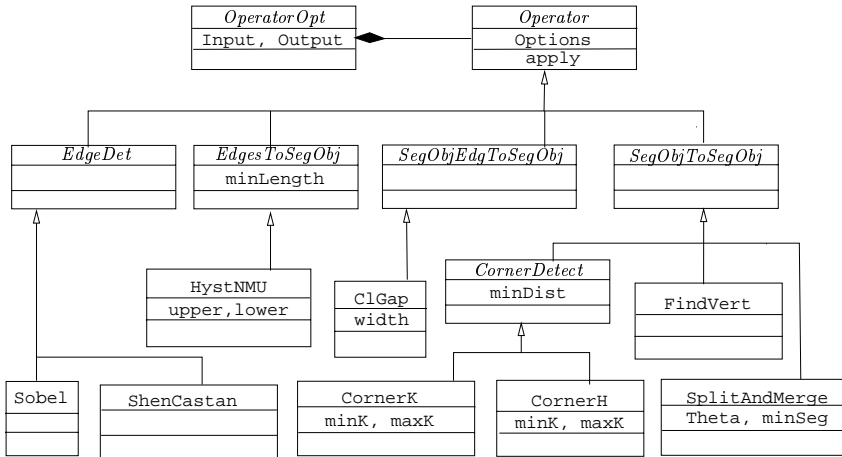 OperatorOpt
Input, Output
Operator
Options
apply
EdgeDet
EdgesToSegObj
minLength
SegObjEdgToSegObj
SegObjToSegObj
HystNMU
upper,lower
ClGap
width
CornerDetect
minDist
FindVert
Sobel
ShenCastan
CornerK
minK, maxK
CornerH
minK, maxK
SplitAndMerge
Theta, minSeg